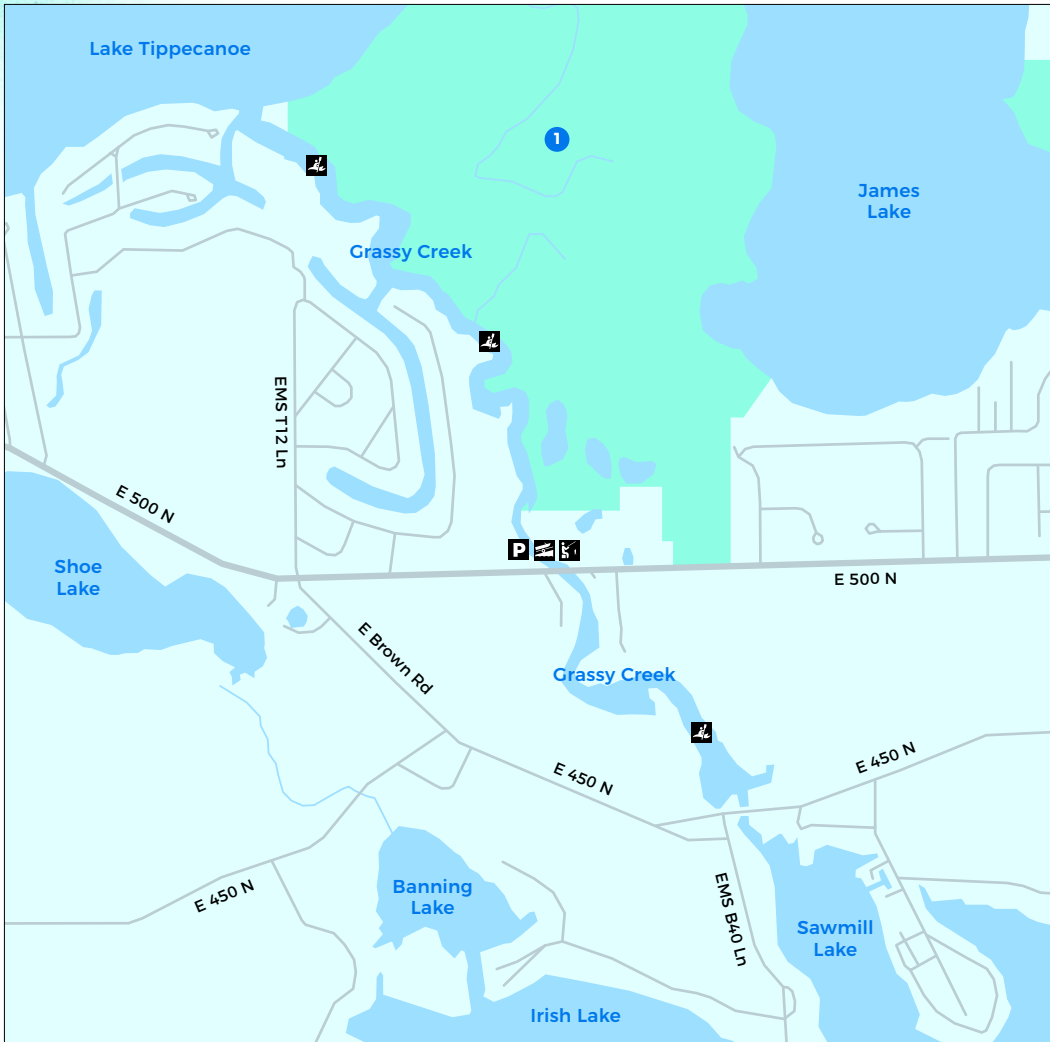 Lake Tippecanoe
1
James
Lake
Grassy Creek
EMS T12 Ln
E 500 N
P
Shoe
Lake
E 500 N
E Brown Rd
Grassy Creek
E 450 N
E 450 N
E 450 N
Banning
Lake
EMS B40 Ln
Sawmill
Lake
Irish Lake